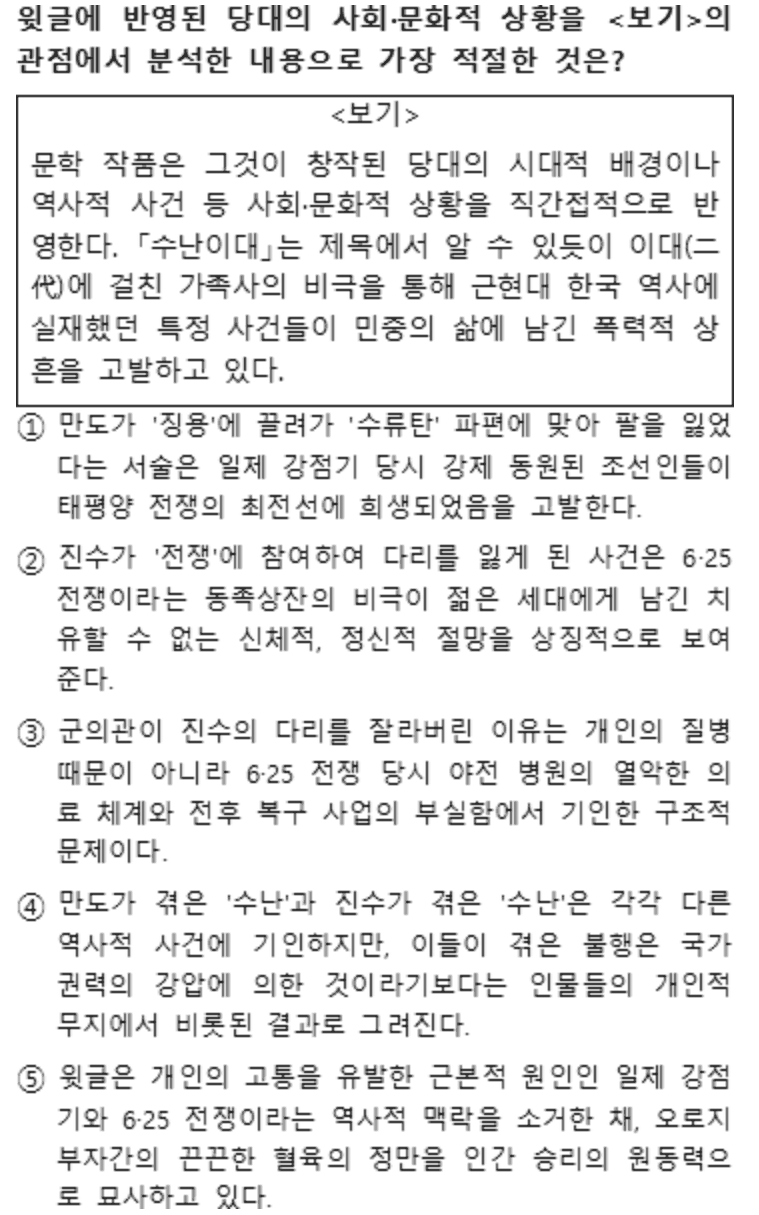 윗글에 반영된 당대의 사회·문화적 상황을 <보기>의
관점에서 분석한 내용으로 가장 적절한 것은?
<보기>
문학 작품은 그것이 창작된 당대의 시대적 배경이나
역사적 사건 등 사회·문화적 상황을 직간접적으로 반
영한다. 「수난이대」는 제목에서 알 수 있듯이 이대(二
代)에 걸친 가족사의 비극을 통해 근현대 한국 역사에
실재했던 특정 사건들이 민중의 삶에 남긴 폭력적 상
흔을 고발하고 있다.
① 만도가 '징용'에 끌려가 '수류탄' 파편에 맞아 팔을 잃었
다는 서술은 일제 강점기 당시 강제 동원된 조선인들이
태평양 전쟁의 최전선에 희생되었음을 고발한다.
② 진수가 '전쟁'에 참여하여 다리를 잃게 된 사건은 6·25
전쟁이라는 동족상잔의 비극이 젊은 세대에게 남긴 치
유할 수 없는 신체적, 정신적 절망을 상징적으로 보여
준다.
③ 군의관이 진수의 다리를 잘라버린 이유는 개인의 질병
때문이 아니라 6·25 전쟁 당시 야전 병원의 열악한 의
료 체계와 전후 복구 사업의 부실함에서 기인한 구조적
문제이다.
④ 만도가 겪은 '수난'과 진수가 겪은 '수난'은 각각 다른
역사적 사건에 기인하지만, 이들이 겪은 불행은 국가
권력의 강압에 의한 것이라기보다는 인물들의 개인적
무지에서 비롯된 결과로 그려진다.
⑤ 윗글은 개인의 고통을 유발한 근본적 원인인 일제 강점
기와 6·25 전쟁이라는 역사적 맥락을 소거한 채, 오로지
부자간의 끈끈한 혈육의 정만을 인간 승리의 원동력으
로 묘사하고 있다.